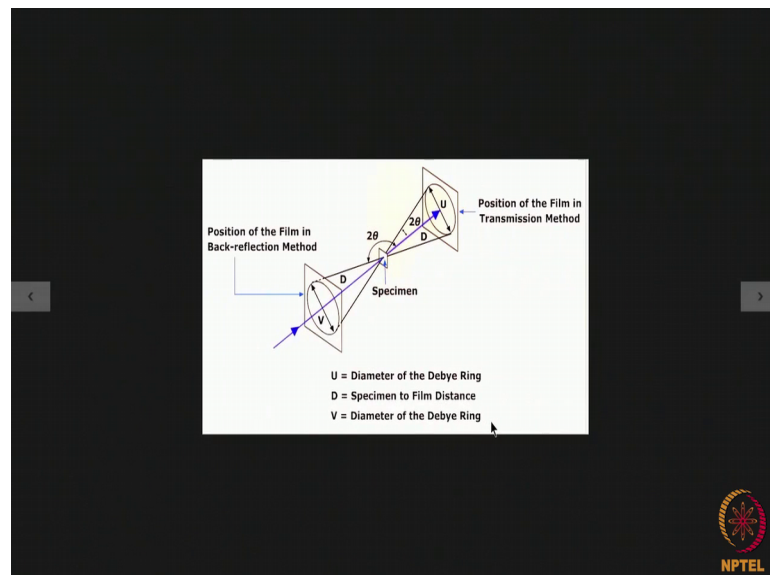 Position of the Film in
Back-reflection Method
Position of the Film in
Transmission Method
2θ
2θ
U
D
D
V
Specimen
U = Diameter of the Debye Ring
D = Specimen to Film Distance
V = Diameter of the Debye Ring
NPTEL